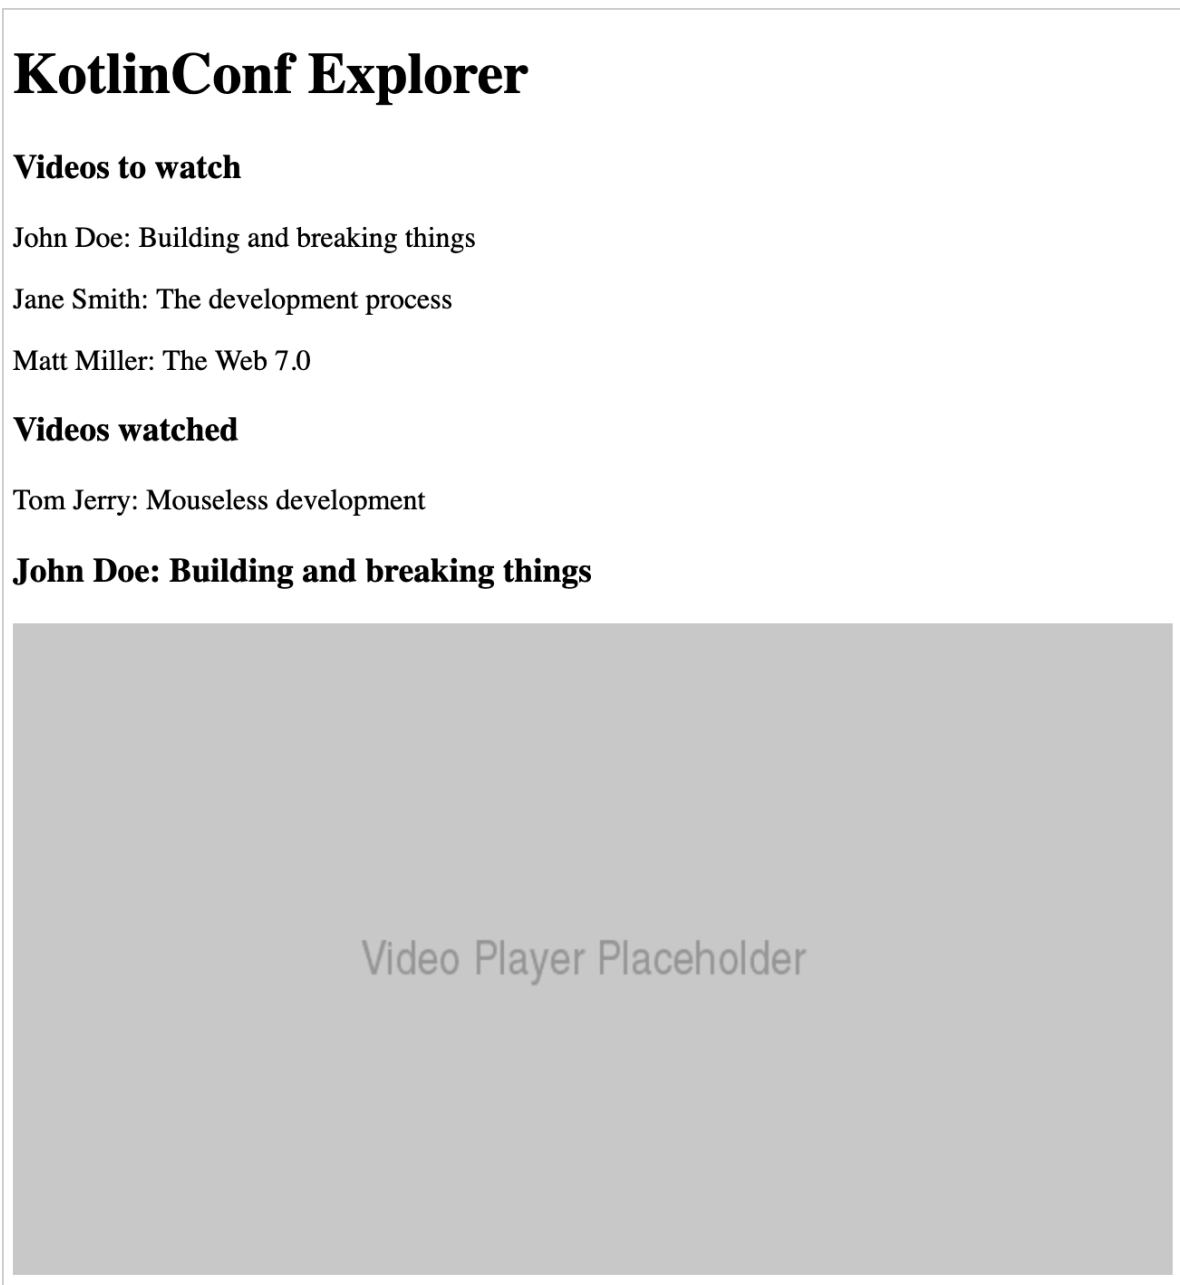 KotlinConf Explorer
Videos to watch
John Doe: Building and breaking things
Jane Smith: The development process
Matt Miller: The Web 7.0
Videos watched
Tom Jerry: Mouseless development
John Doe: Building and breaking things
Video Player Placeholder